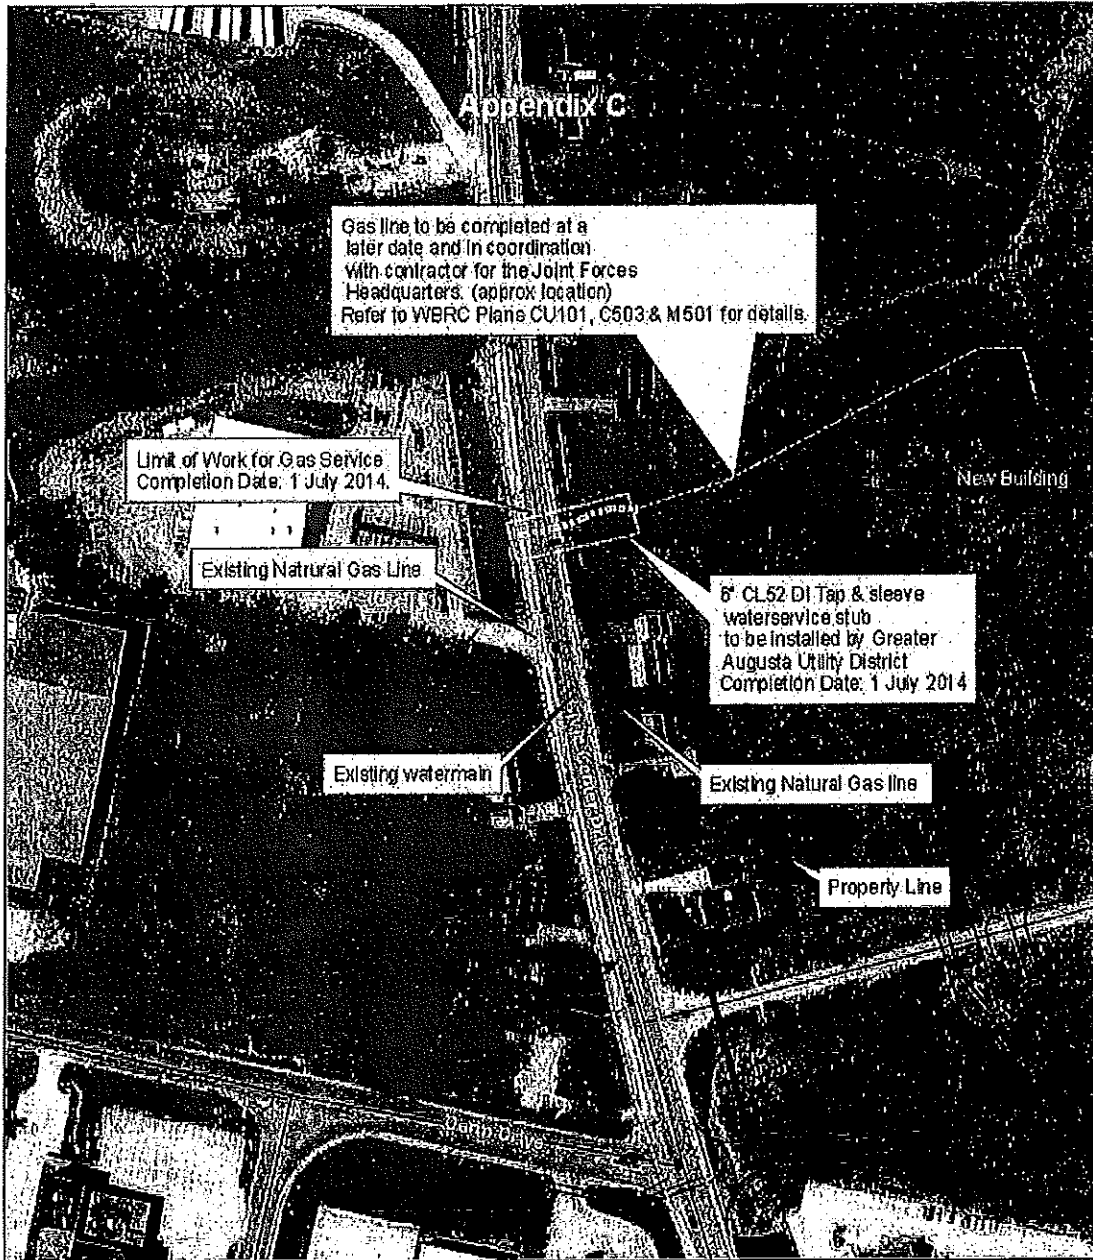 Appendix C
Gas line to be completed at a
later date and in coordination
With contractor for the Joint Forces
Headquarters. (approx location)
Refer to WBRC Plans CU101, C503 & M501 for details.
Limit of Work for Gas Service
Completion Date: 1 July 2014.
New Building
Existing Natrural Gas Line
6" CL52 DI Tap & sleeve
waterservice stub
to be installed by Greater
Augusta Utility District
Completion Date: 1 July 2014
Existing watermain
Existing Natural Gas line
Property Line